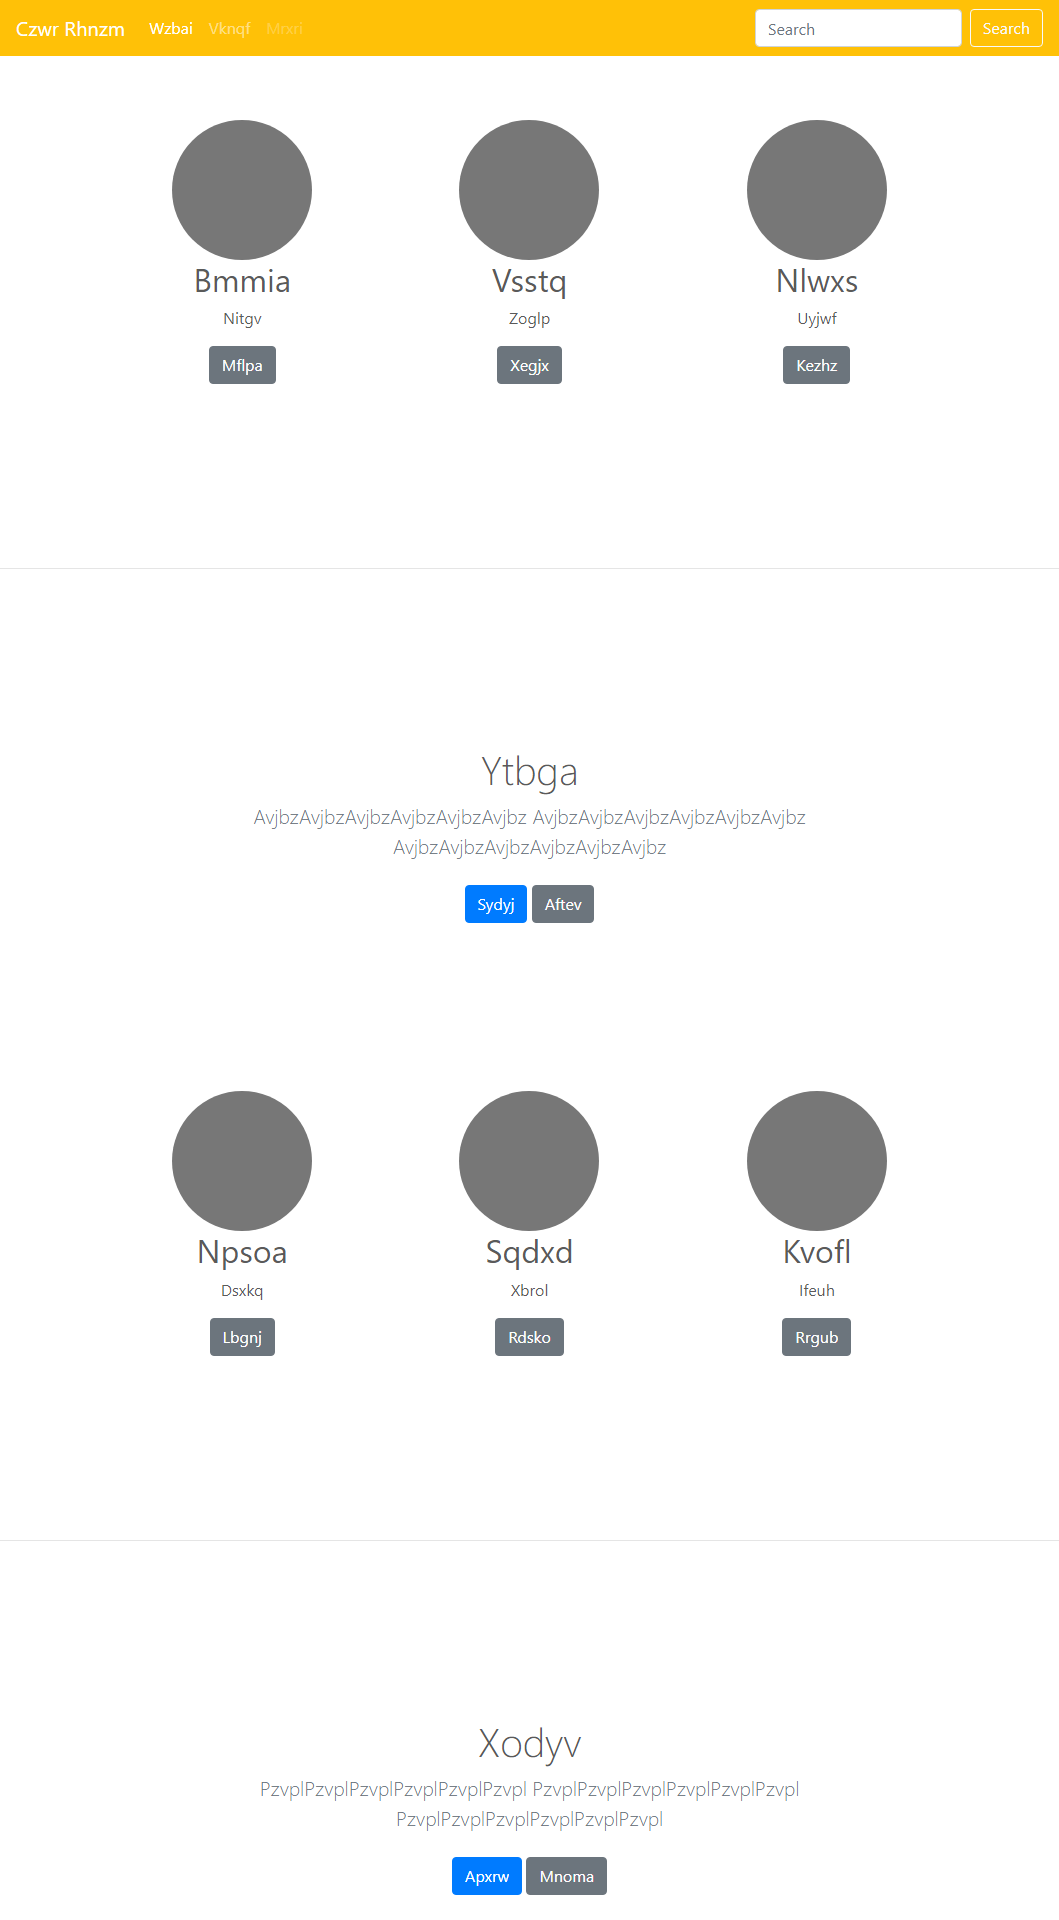 Czwr Rhnzm Wzbai Vknqf Mrxri Search Search
Bmmia Vsstq Nlwxs
Nitgv Zoglp Uyjwf
Mflpa Xegjx Kezhz
Ytbga
AvjbzAvjbzAvjbzAvjbzAvjbzAvjbz AvjbzAvjbzAvjbzAvjbzAvjbzAvjbz
AvjbzAvjbzAvjbzAvjbzAvjbzAvjbz
Sydyj Aftev
Npsoa Sqdxd Kvofl
Dsxkq Xbrol Ifeuh
Lbgnj Rdsko Rrgub
Xodyv
PzvplPzvplPzvplPzvplPzvplPzvpl PzvplPzvplPzvplPzvplPzvplPzvpl
PzvplPzvplPzvplPzvplPzvplPzvpl
Apxrw Mnoma